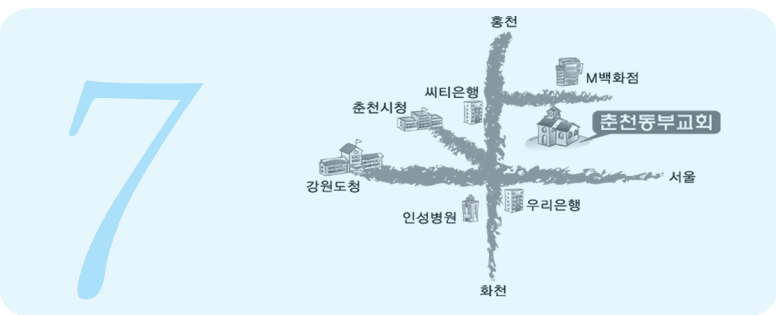 7
홍천
M백화점
씨티은행
춘천시청
춘천동부교회
강원도청
서울
우리은행
인성병원
화천